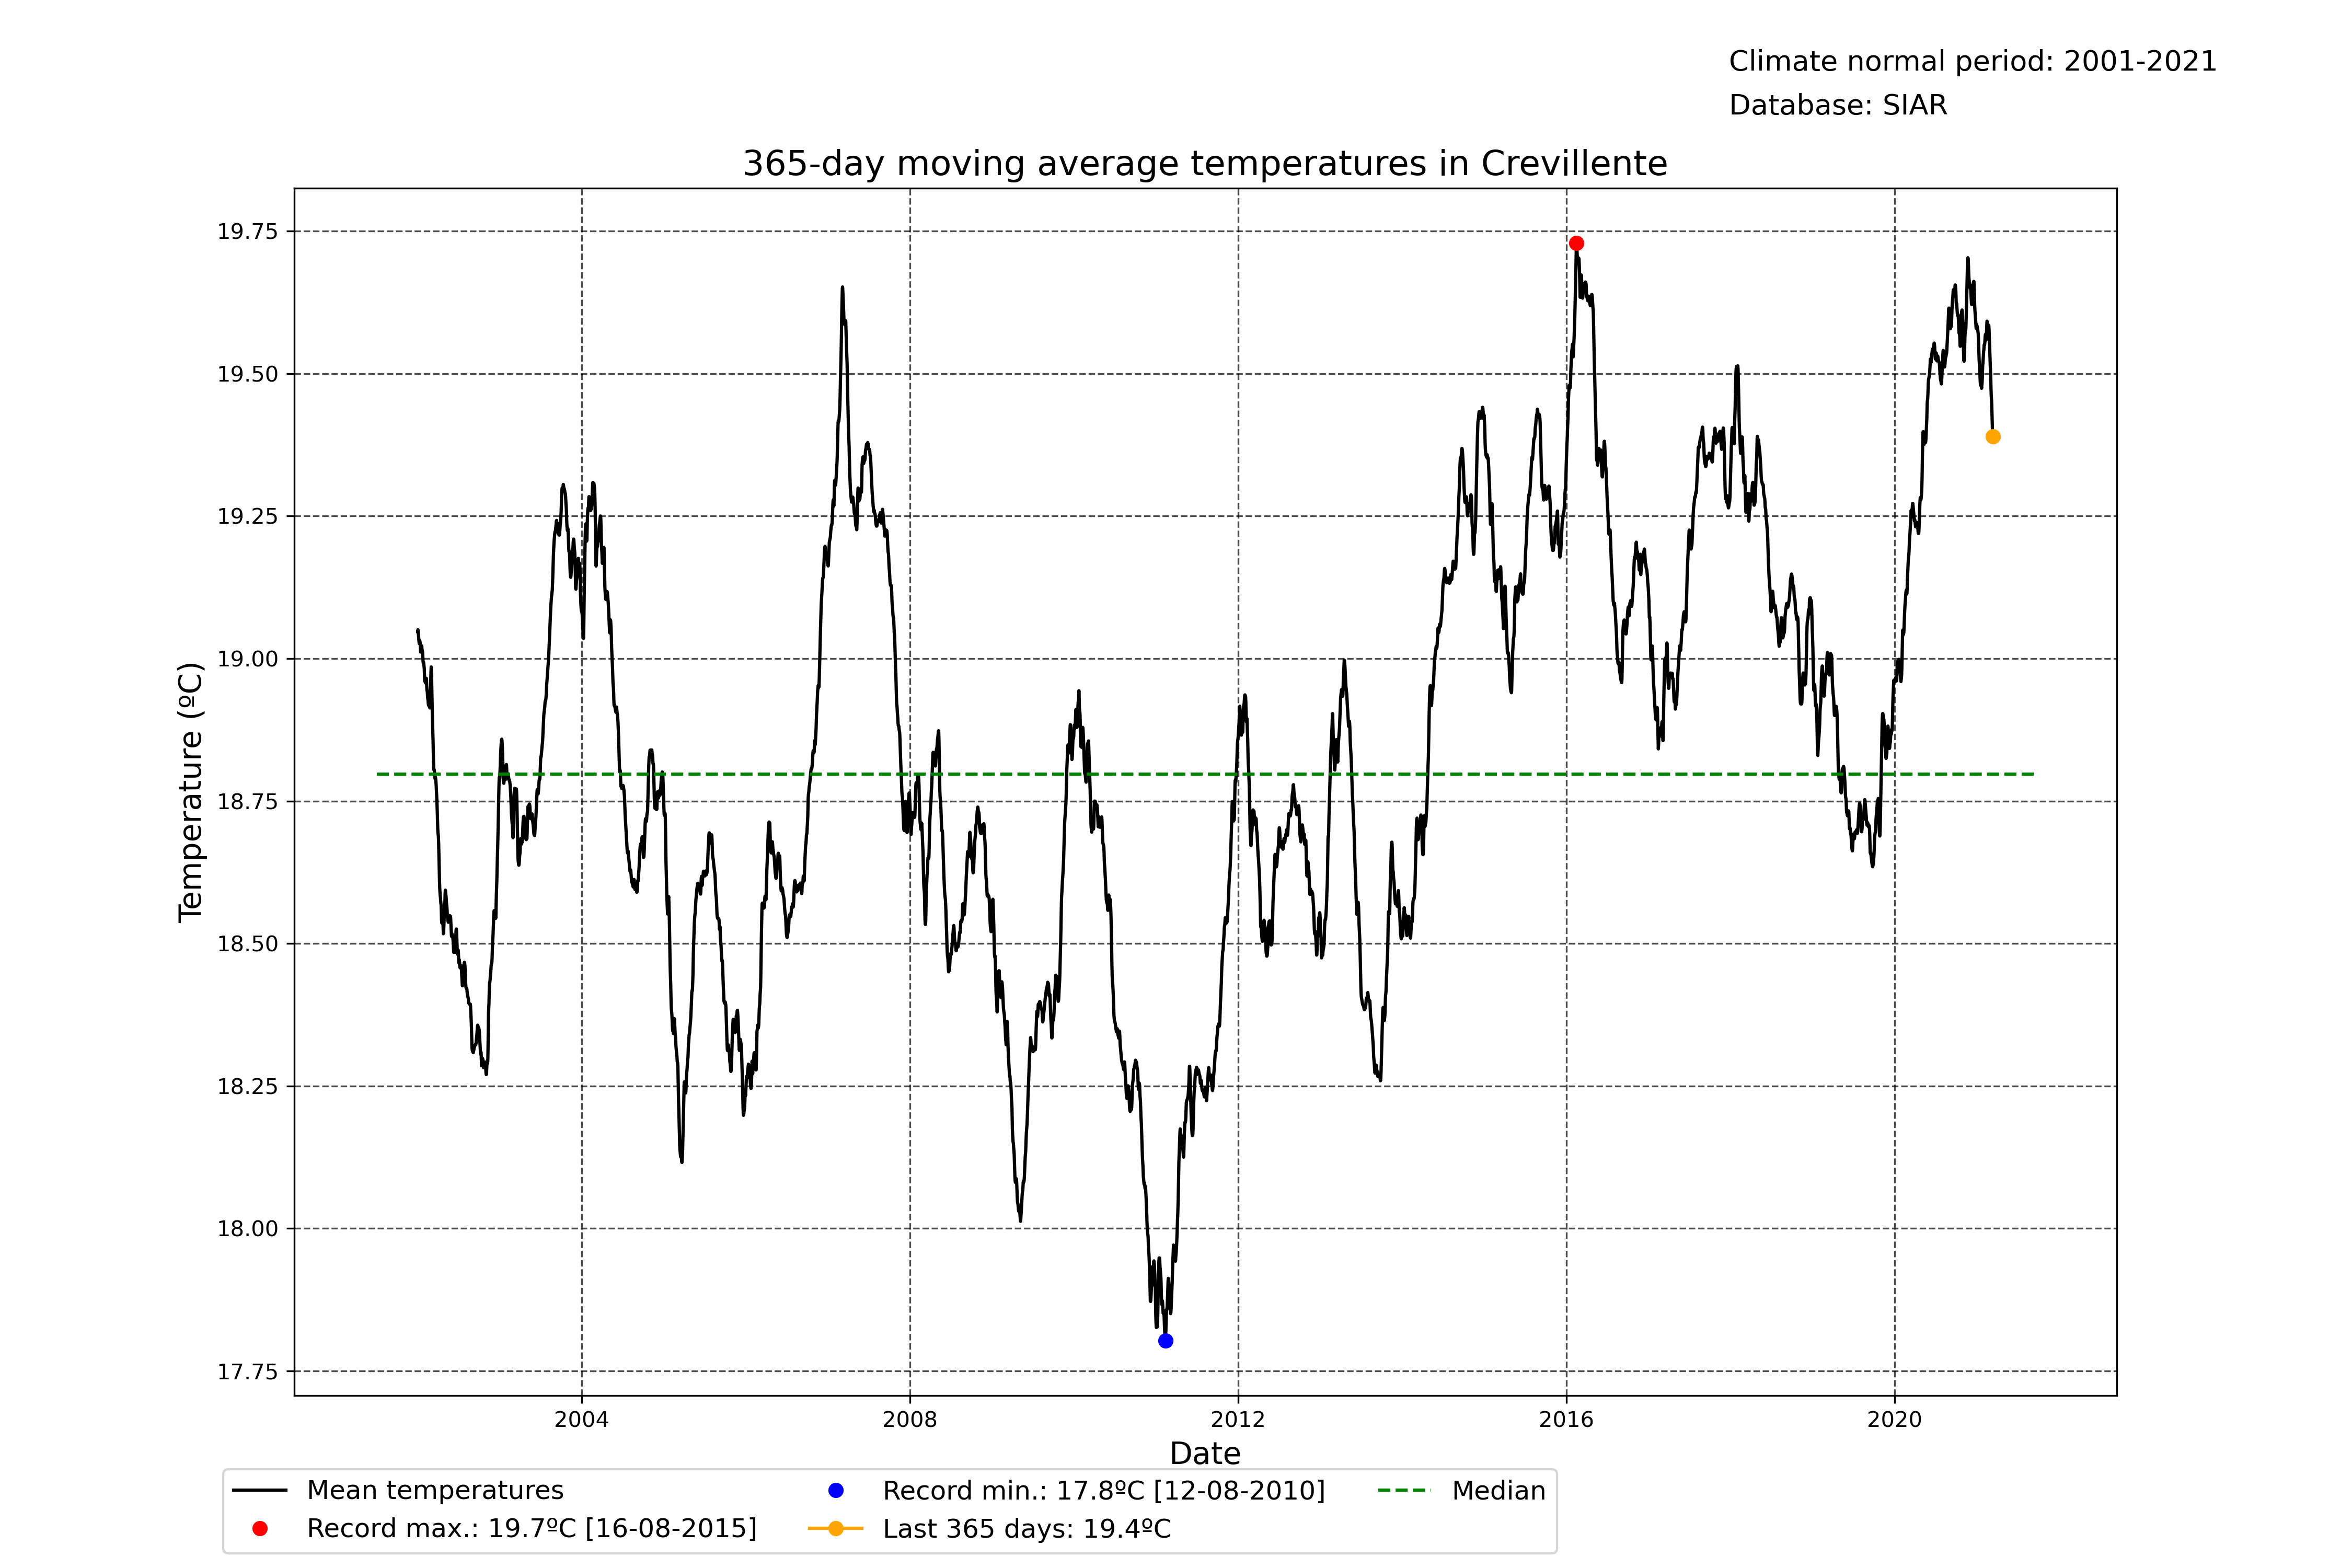 Climate normal period: 2001-2021
Database: SIAR
365-day moving average temperatures in Crevillente
19.75
19.50
19.25
19.00
18.75
18.50
18.25
18.00
17.75
Temperature (ºC)
2004 2008 2012 2016 2020
Date
Mean temperatures
Record max.: 19.7ºC [16-08-2015]
Record min.: 17.8ºC [12-08-2010]
Last 365 days: 19.4ºC
Median